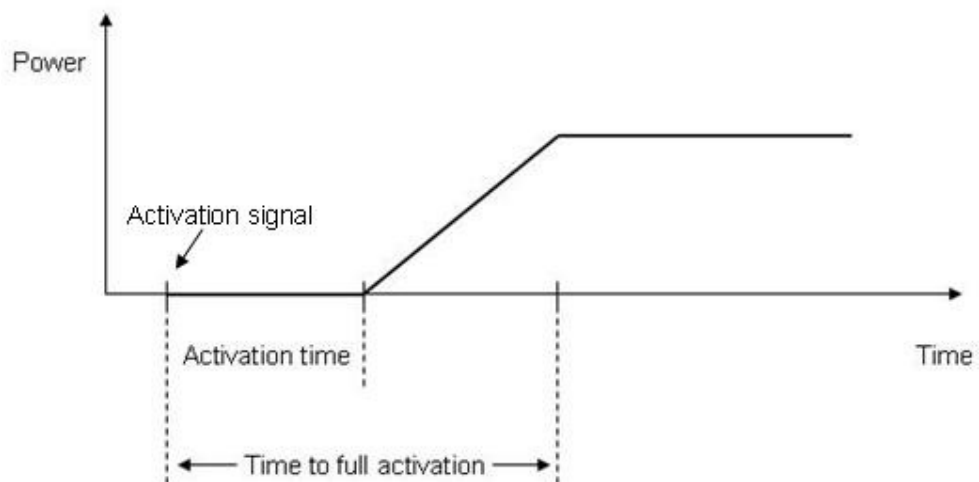 Power
Activation signal
Activation time
Time
Time to full activation